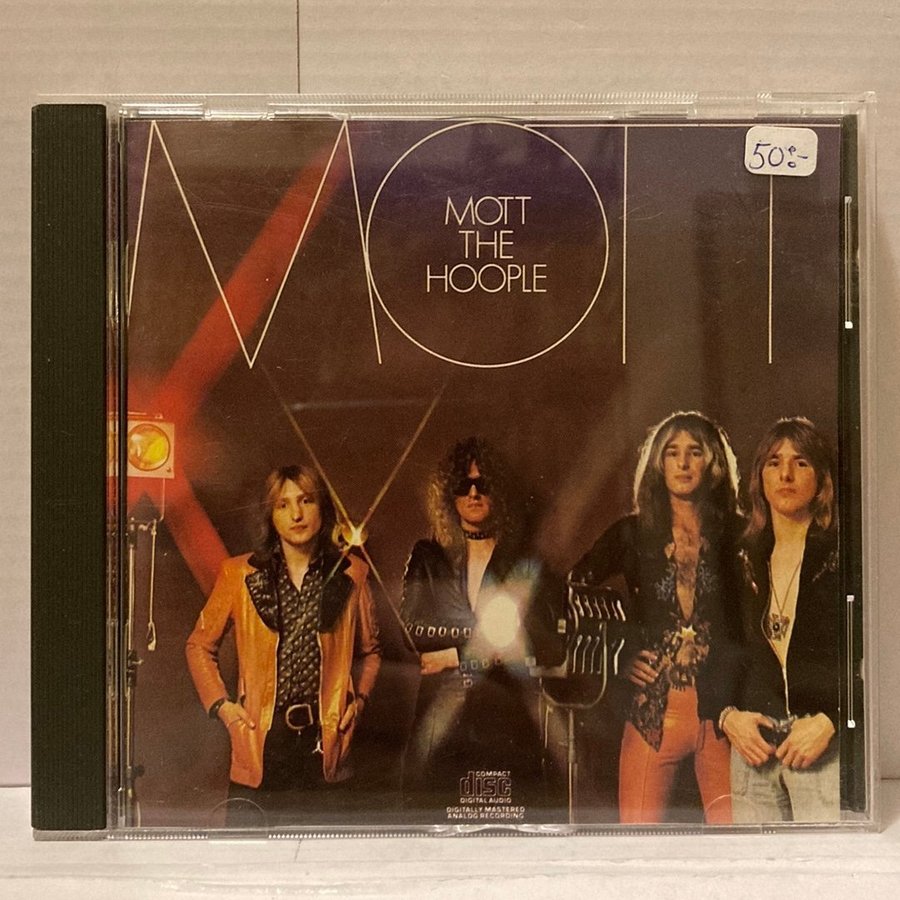 MOTT
50:-
MOTT
THE
HOOPLE
COMPACT
disc
DIGITAL AUDIO
DIGITALLY MASTERED
ANALOG RECORDING